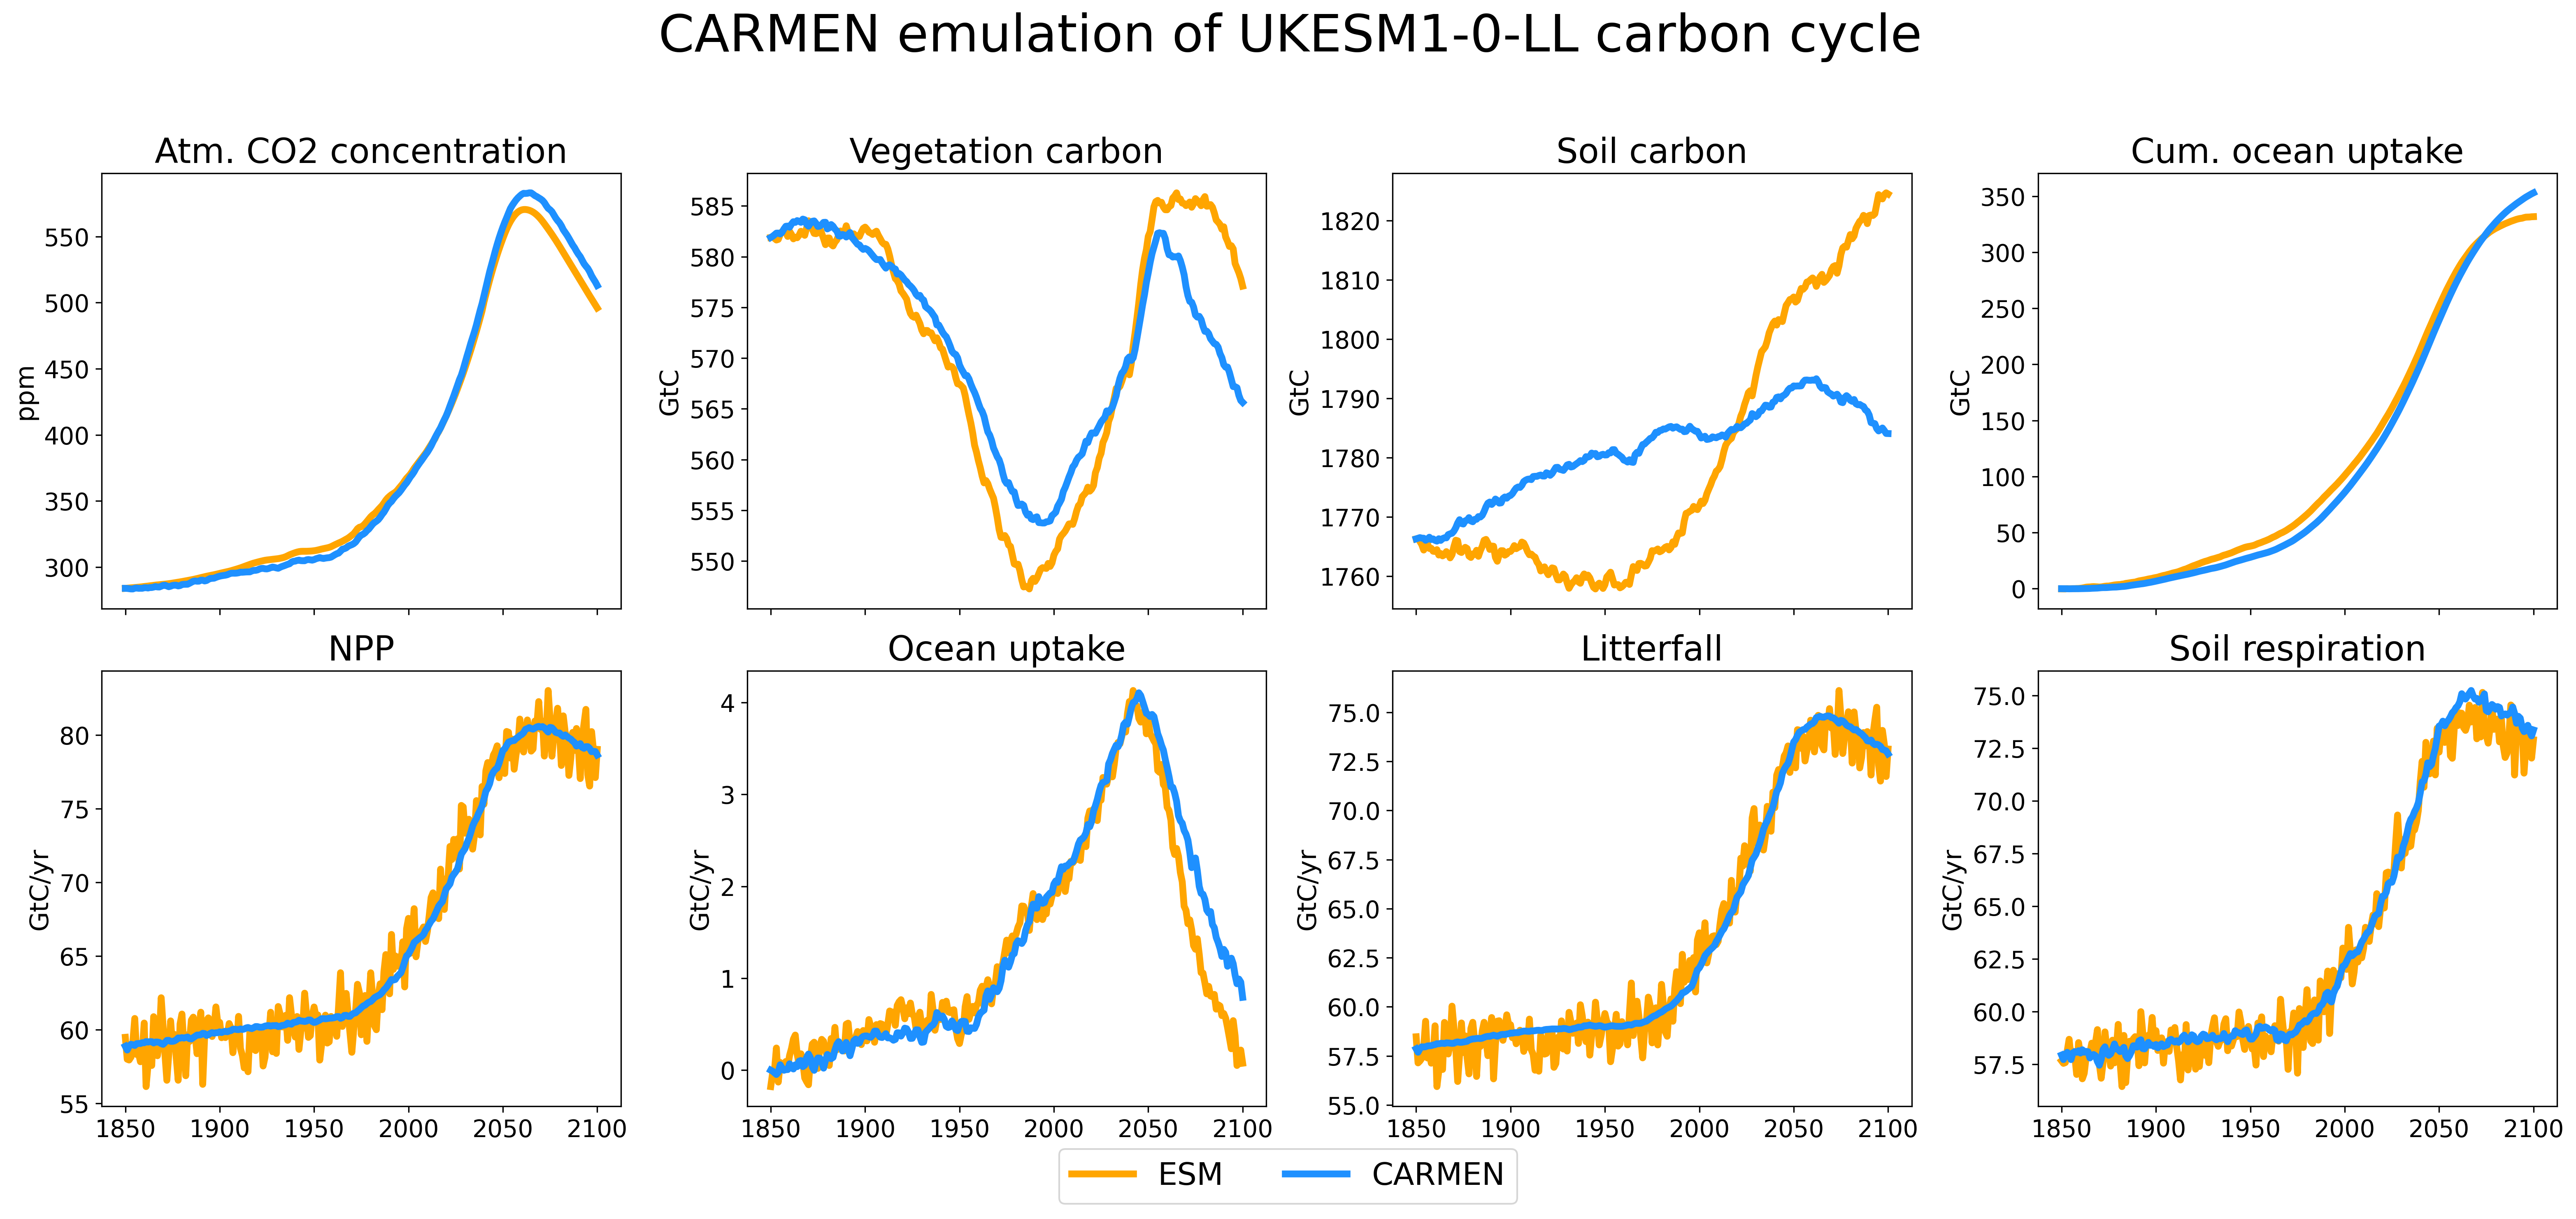 CARMEN emulation of UKESM1-0-LL carbon cycle
Atm. CO2 concentration
Vegetation carbon
Soil carbon
Cum. ocean uptake
ppm
550
500
450
400
350
300
GtC
585
580
575
570
565
560
555
550
GtC
1820
1810
1800
1790
1780
1770
1760
GtC
350
300
250
200
150
100
50
0
NPP
Ocean uptake
Litterfall
Soil respiration
GtC/yr
80
75
70
65
60
55
1850 1900 1950 2000 2050 2100
GtC/yr
4
3
2
1
0
1850 1900 1950 2000 2050 2100
GtC/yr
75.0
72.5
70.0
67.5
65.0
62.5
60.0
57.5
55.0
1850 1900 1950 2000 2050 2100
GtC/yr
75.0
72.5
70.0
67.5
65.0
62.5
60.0
57.5
1850 1900 1950 2000 2050 2100
ESM CARMEN